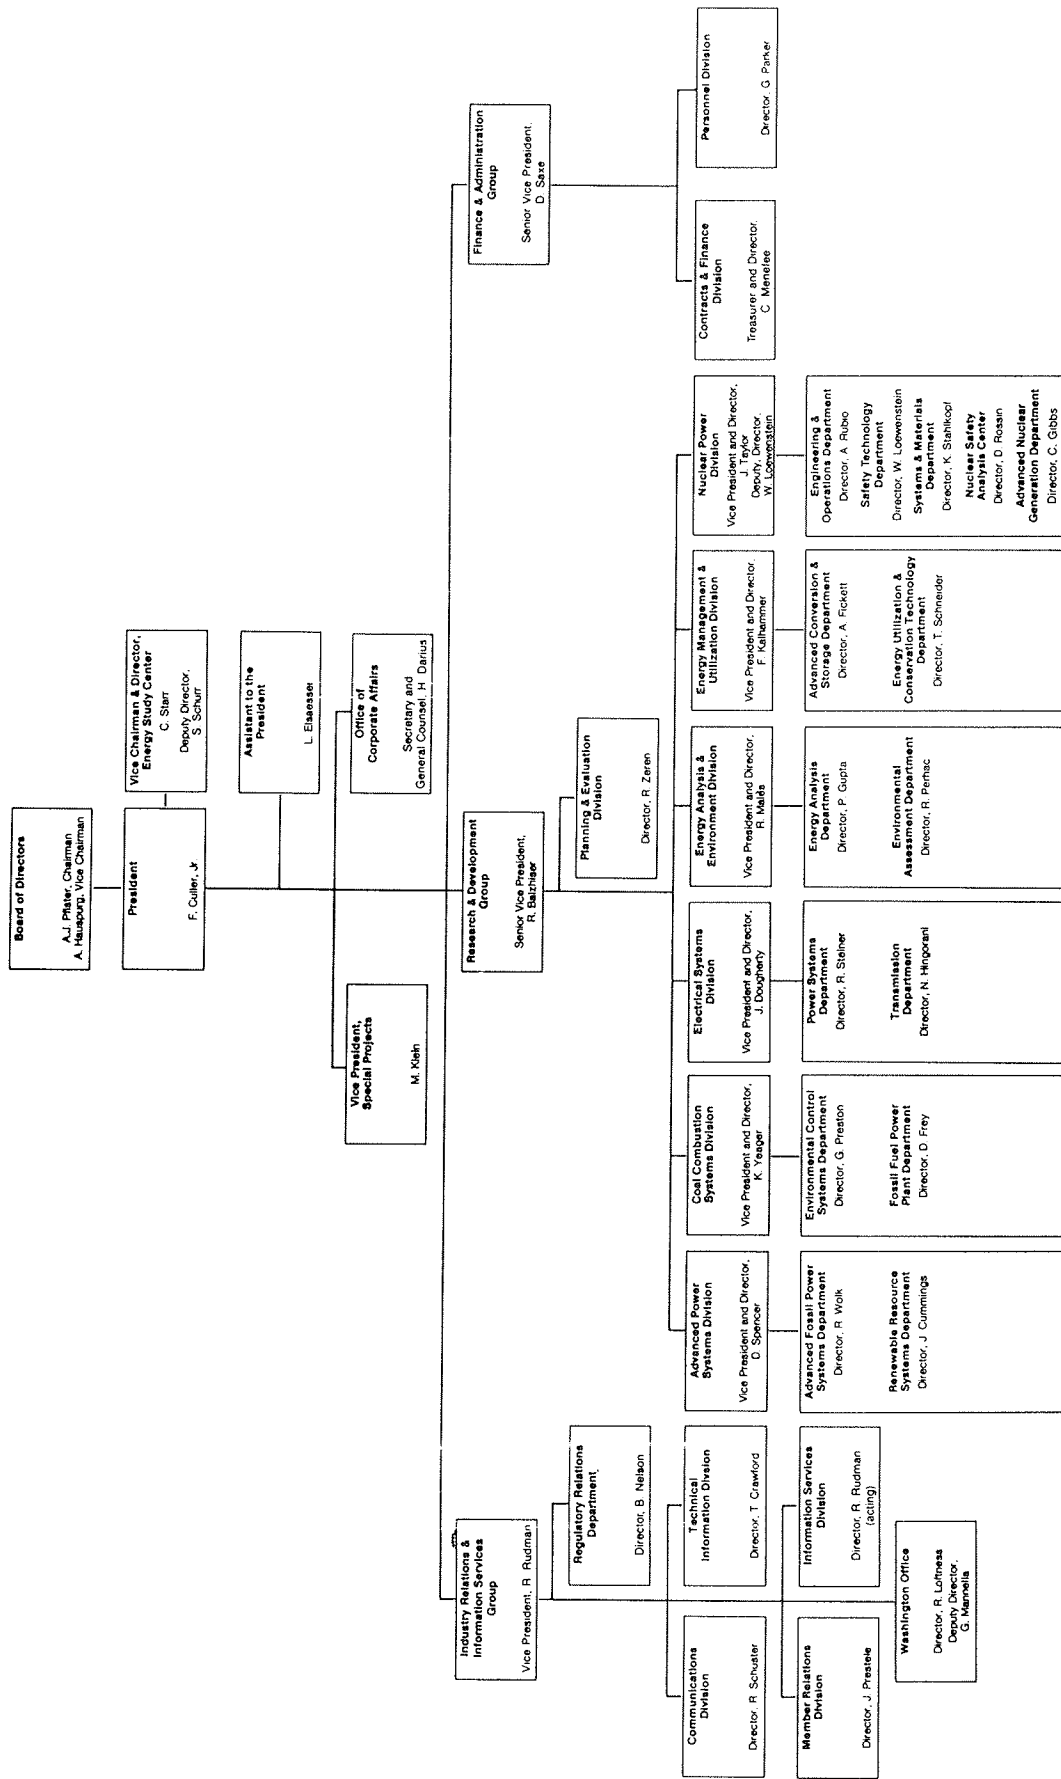 Board of Directors
A.J. Pfister, Chairman
A. Hauspurg, Vice Chairman
President
F. Culler, Jr
Vice Chairman & Director,
Energy Study Center
C. Starr
Deputy Director,
S. Schurr
Assistant to the
President
L. Elsaesser
Vice President,
Special Projects
M. Klein
Office of
Corporate Affairs
Secretary and
General Counsel, H Darius
Industry Relations &
Information Services
Group
Vice President, R Rudman
Research & Development
Group
Senior Vice President,
R. Balzhiser
Finance & Administration
Group
Senior Vice President,
D. Saxe
Regulatory Relations
Department,
Director, B. Nelson
Planning & Evaluation
Division
Director, R. Zeren
Communications
Division
Director, R Schuster
Technical
Information Division
Director, T Crawford
Advanced Power
Systems Division
Vice President and Director,
D. Spencer
Coal Combustion
Systems Division
Vice President and Director,
K. Yeager
Electrical Systems
Division
Vice President and Director,
J. Dougherty
Energy Analysis &
Environment Division
Vice President and Director,
R. Malès
Energy Management &
Utilization Division
Vice President and Director.
F. Kalhammer
Nuclear Power
Division
Vice President and Director,
J. Taylor
Deputy, Director,
W. Loewenstein
Contracts & Finance
Division
Treasurer and Director,
C Menefee
Personnel Division
Director, G Parker
Member Relations
Division
Director, J. Prestele
Information Services
Division
Director, R. Rudman
(acting)
Advanced Fossil Power
Systems Department
Director, R Wolk
Renewable Resource
Systems Department
Director, J Cummings
Environmental Control
Systems Department
Director, G. Preston
Fossil Fuel Power
Plant Department
Director, D. Frey
Power Systems
Department
Director, R. Steiner
Transmission
Department
Director, N. Hingorani
Energy Analysis
Department
Director, P. Gupta
Environmental
Assessment Department
Director, R. Perhac
Advanced Conversion &
Storage Department
Director, A. Fickett
Energy Utilization &
Conservation Technology
Department
Director, T. Schneider
Engineering &
Operations Department
Director, A. Rubio
Safety Technology
Department
Director, W. Loewenstein
Systems & Materials
Department
Director, K. Stahlkopf
Nuclear Safety
Analysis Center
Director, D. Rossin
Advanced Nuclear
Generation Department
Director, C. Gibbs
Washington Office
Director, R. Loftness
Deputy Director,
G. Mannella